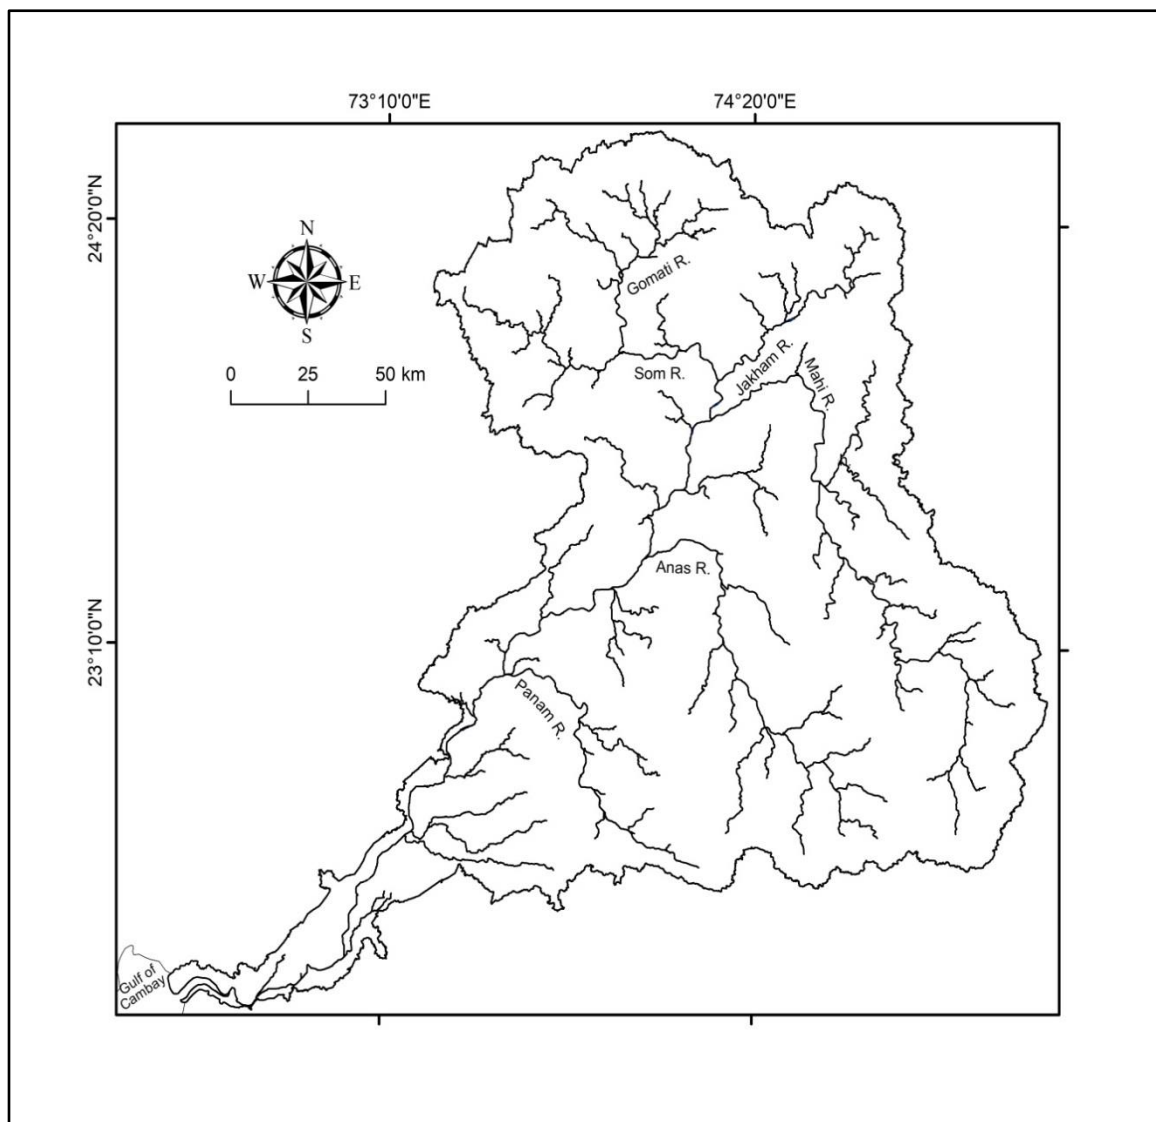 73°10'0"E
74°20'0"E
24°20'0"N
N
W
E
S
0
25
50 km
Gomati R.
Som R.
Jakham R.
Mahi R.
Anas R.
23°10'0"N
Panam R.
Gulf of
Cambay